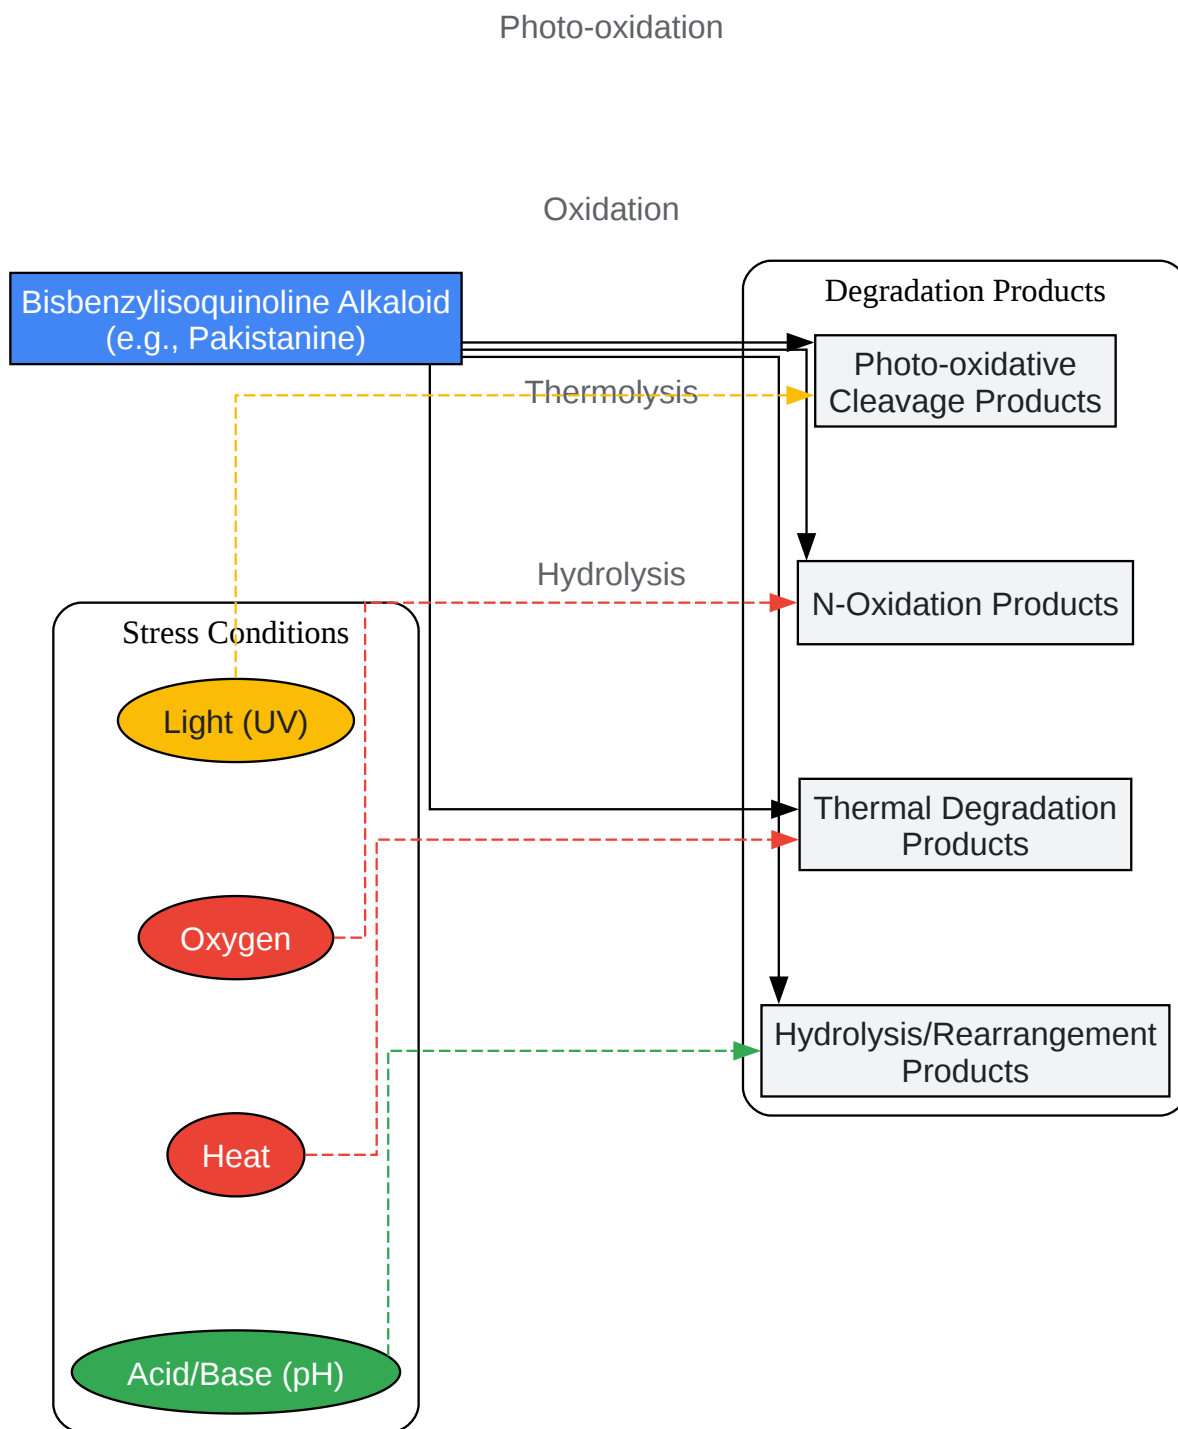 Photo-oxidation
Oxidation
Bisbenzylisoquinoline Alkaloid
(e.g., Pakistanine)
Degradation Products
Photo-oxidative
Cleavage Products
Thermolysis
Hydrolysis
N-Oxidation Products
Stress Conditions
Light (UV)
Thermal Degradation
Products
Oxygen
Hydrolysis/Rearrangement
Products
Heat
Acid/Base (pH)